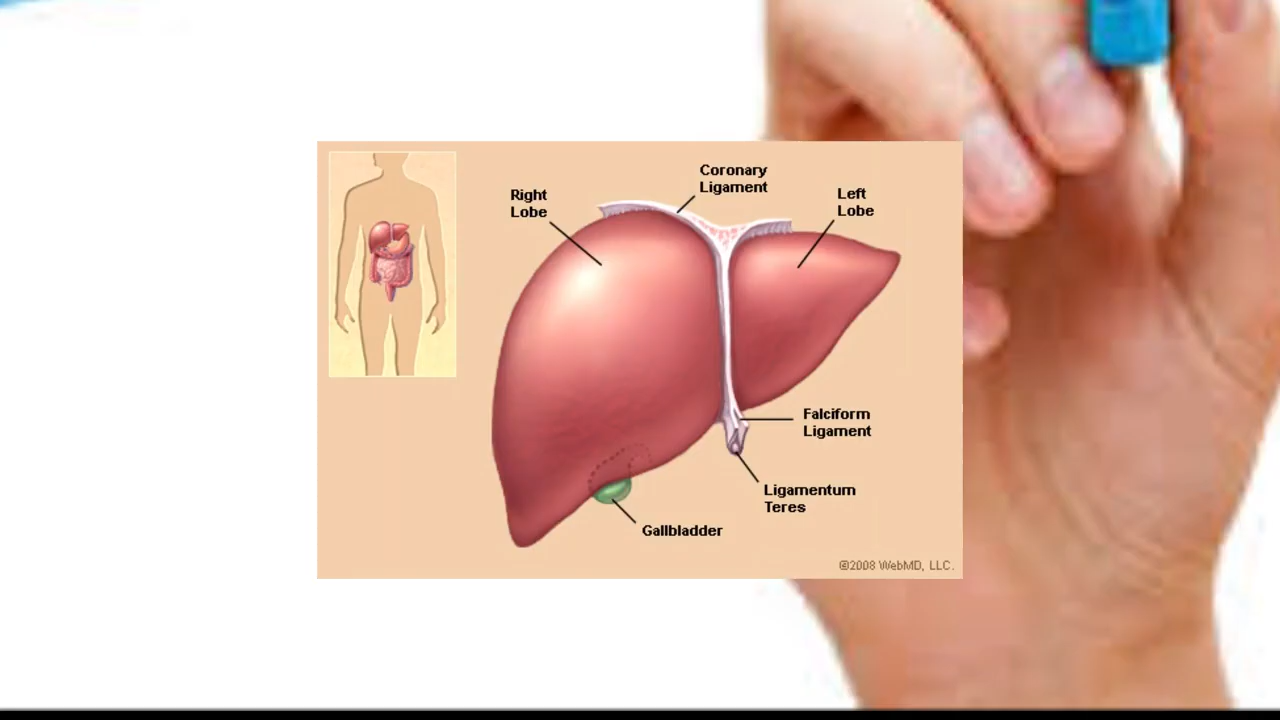 Coronary
Ligament
Right
Lobe
Left
Lobe
Falciform
Ligament
Ligamentum
Teres
Gallbladder
©2008 WebMD, LLC.